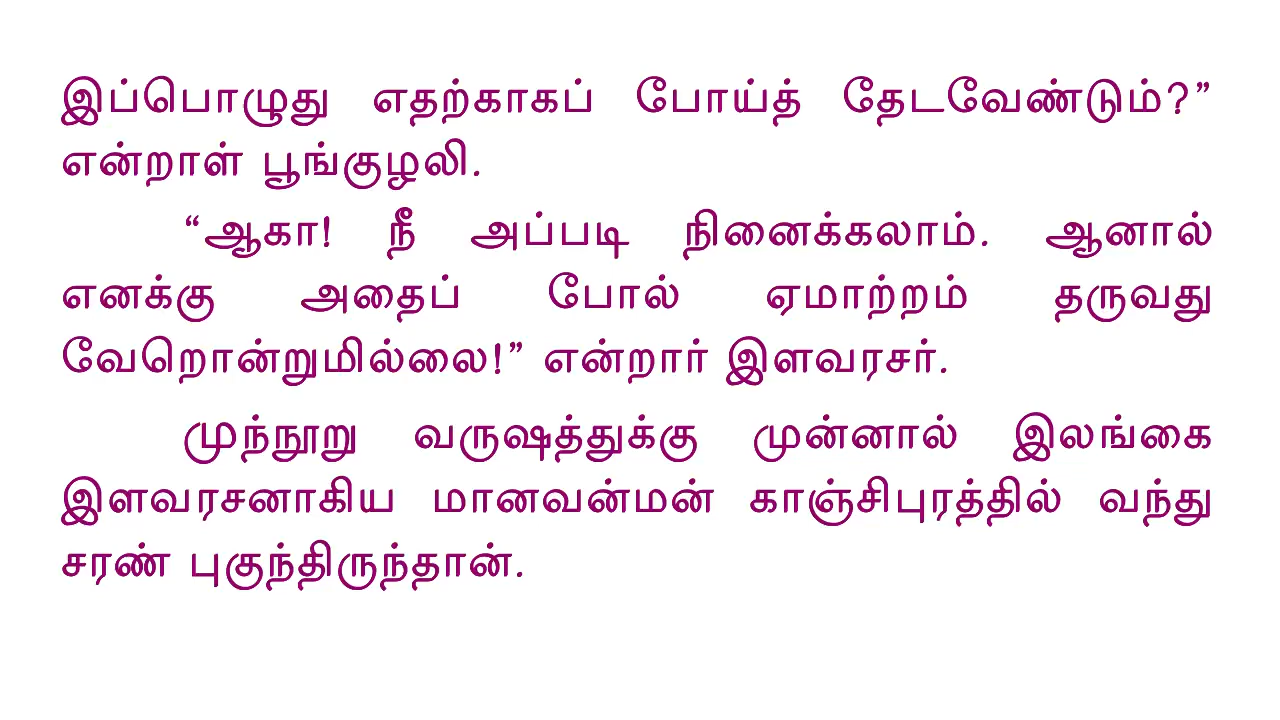 இப்பொழுது எதற்காகப் போய்த் தேடவேண்டும்?”
என்றாள் பூங்குழலி.
“ஆகா! நீ அப்படி நினைக்கலாம். ஆனால்
எனக்கு அதைப் போல் ஏமாற்றம் தருவது
வேறொன்றுமில்லை!” என்றார் இளவரசர்.
முந்நூறு வருஷத்துக்கு முன்னால் இலங்கை
இளவரசனாகிய மானவன்மன் காஞ்சிபுரத்தில் வந்து
சரண் புகுந்திருந்தான்.